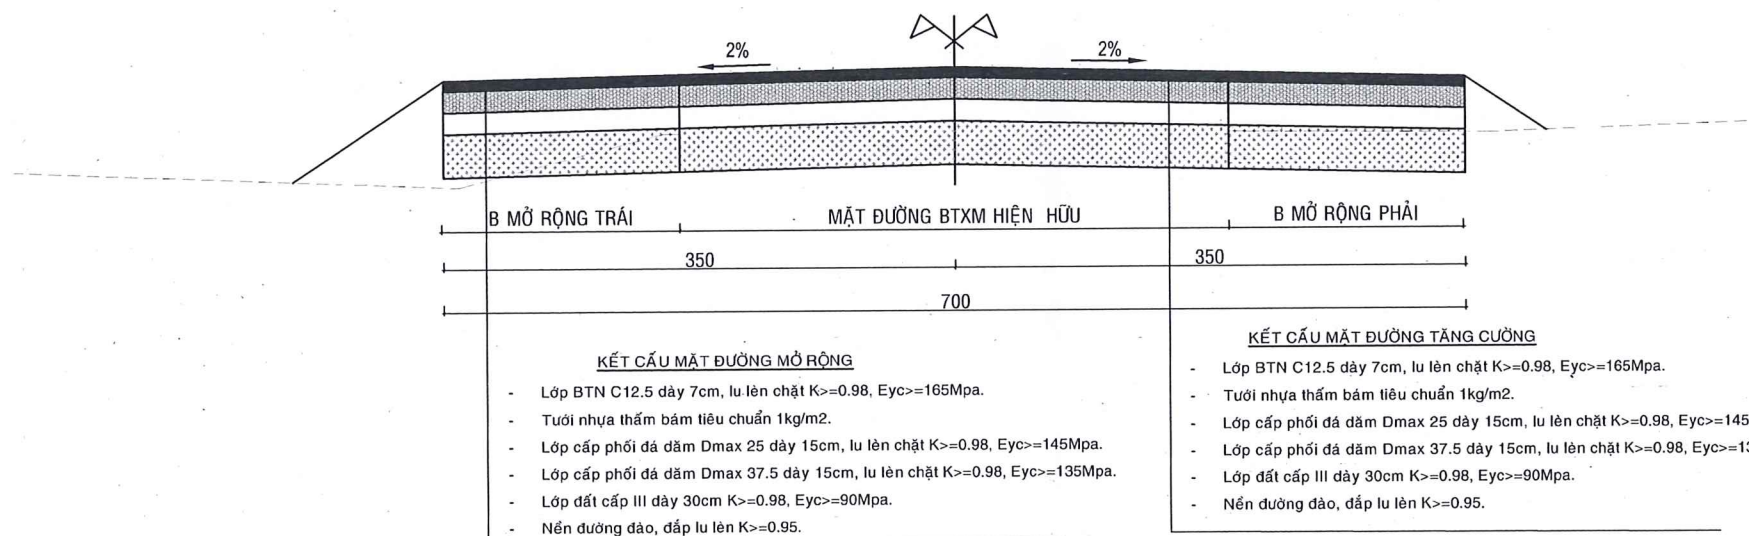 2%
2%
B MỞ RỘNG TRÁI
MẶT ĐƯỜNG BTXM HIỆN HỮU
B MỞ RỘNG PHẢI
350
350
700
KẾT CẤU MẶT ĐƯỜNG MỞ RỘNG
- Lớp BTN C12.5 dày 7cm, lu lèn chặt K>=0.98, Eyc>=165Mpa.
- Tưới nhựa thấm bám tiêu chuẩn 1kg/m2.
- Lớp cấp phối đá dăm Dmax 25 dày 15cm, lu lèn chặt K>=0.98, Eyc>=145Mpa.
- Lớp cấp phối đá dăm Dmax 37.5 dày 15cm, lu lèn chặt K>=0.98, Eyc>=135Mpa.
- Lớp đất cấp III dày 30cm K>=0.98, Eyc>=90Mpa.
- Nền đường đào, đắp lu lèn K>=0.95.
KẾT CẤU MẶT ĐƯỜNG TĂNG CƯỜNG
- Lớp BTN C12.5 dày 7cm, lu lèn chặt K>=0.98, Eyc>=165Mpa.
- Tưới nhựa thấm bám tiêu chuẩn 1kg/m2.
- Lớp cấp phối đá dăm Dmax 25 dày 15cm, lu lèn chặt K>=0.98, Eyc>=145
- Lớp cấp phối đá dăm Dmax 37.5 dày 15cm, lu lèn chặt K>=0.98, Eyc>=13
- Lớp đất cấp III dày 30cm K>=0.98, Eyc>=90Mpa.
- Nền đường đào, đắp lu lèn K>=0.95.